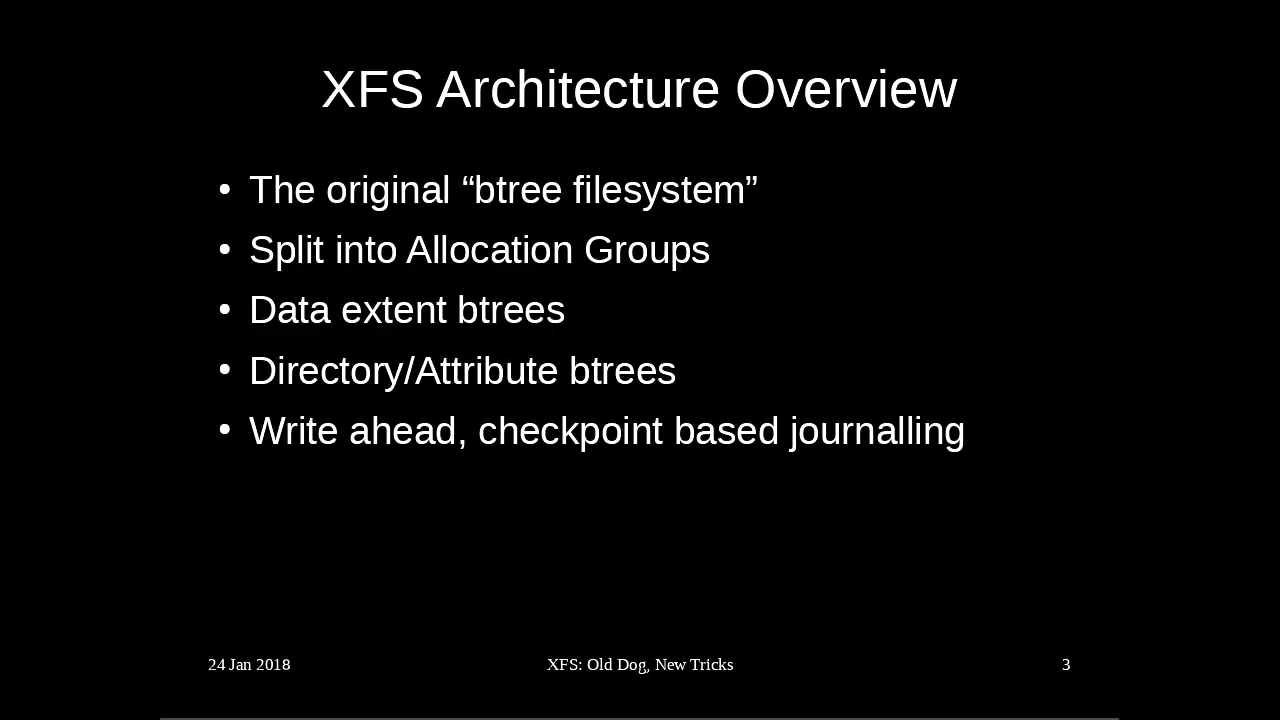 XFS Architecture Overview
• The original “btree filesystem”
• Split into Allocation Groups
• Data extent btrees
• Directory/Attribute btrees
• Write ahead, checkpoint based journalling
24 Jan 2018
XFS: Old Dog, New Tricks
3